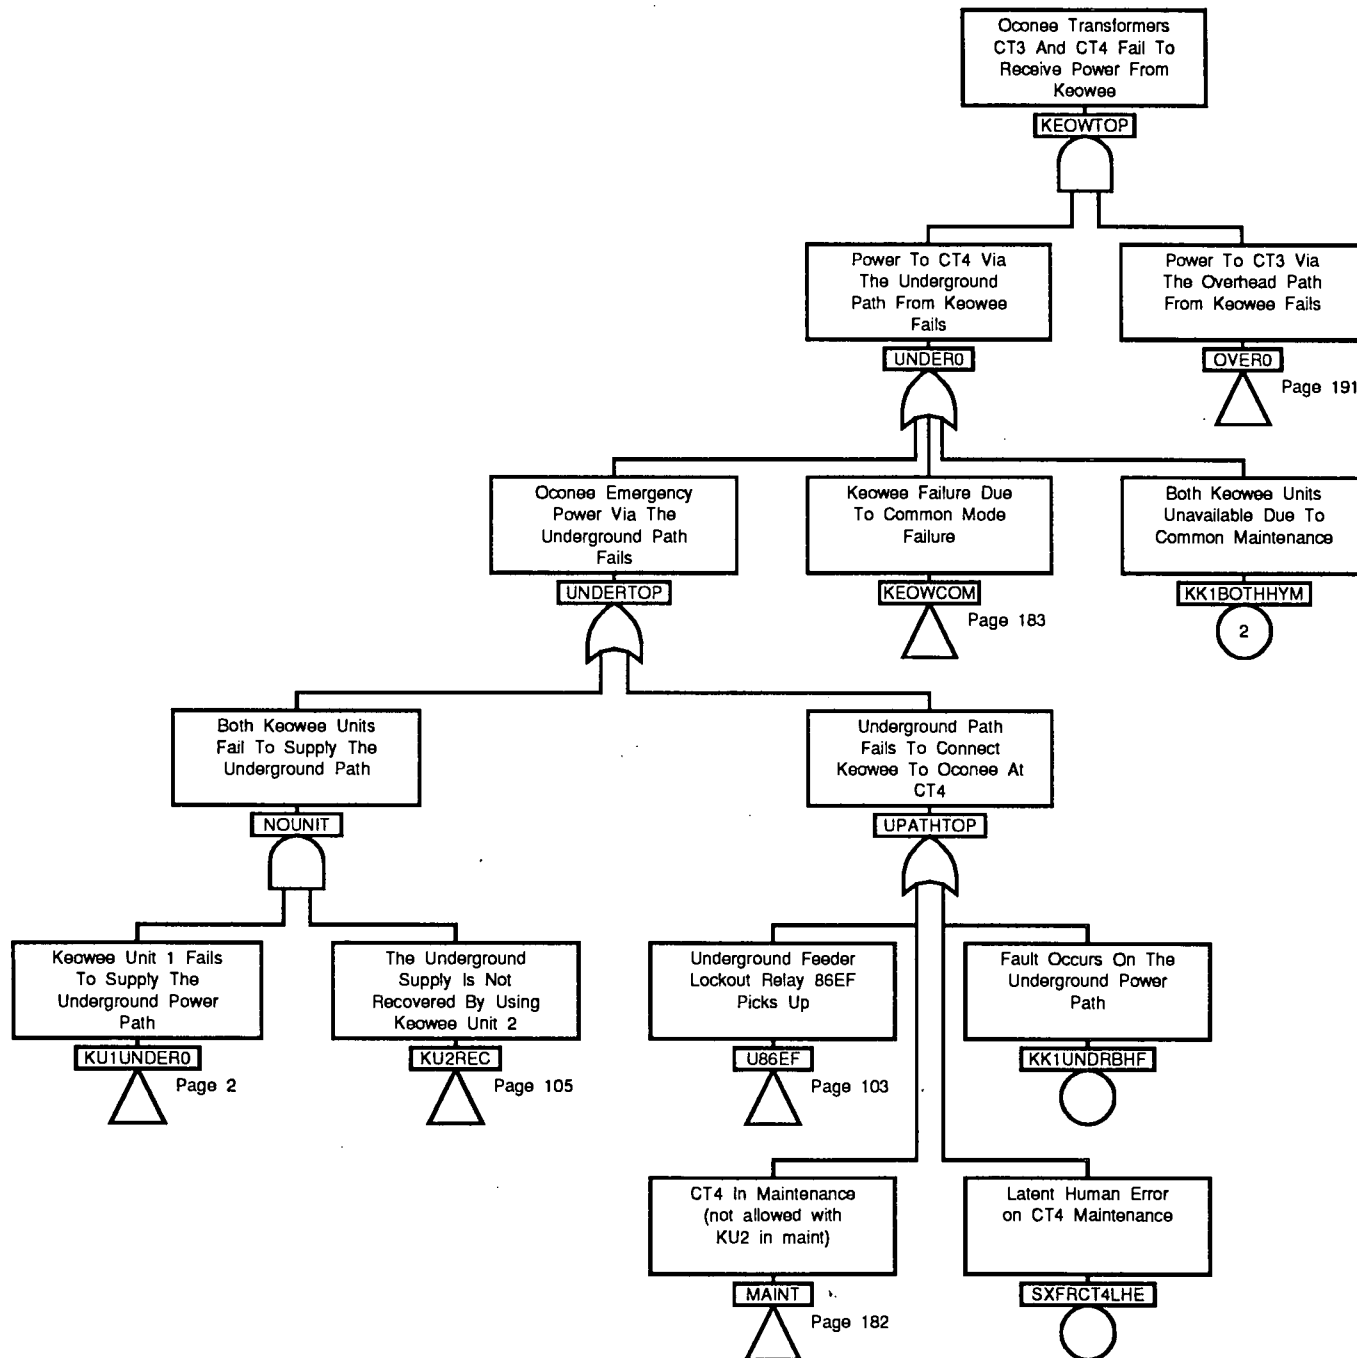 Oconee Transformers
CT3 And CT4 Fail To
Receive Power From
Keowee
KEOWTOP
Power To CT4 Via
The Underground
Path From Keowee
Fails
UNDER0
Power To CT3 Via
The Overhead Path
From Keowee Fails
OVER0
Page 191
Oconee Emergency
Power Via The
Underground Path
Fails
UNDERTOP
Keowee Failure Due
To Common Mode
Failure
KEOWCOM
Page 183
Both Keowee Units
Unavailable Due To
Common Maintenance
KK1BOTHHYM
2
Both Keowee Units
Fail To Supply The
Underground Path
NOUNIT
Underground Path
Fails To Connect
Keowee To Oconee At
CT4
UPATHTOP
Keowee Unit 1 Fails
To Supply The
Underground Power
Path
KU1UNDER0
Page 2
The Underground
Supply Is Not
Recovered By Using
Keowee Unit 2
KU2REC
Page 105
Underground Feeder
Lockout Relay 86EF
Picks Up
U86EF
Page 103
Fault Occurs On The
Underground Power
Path
KK1UNDRBHF
CT4 In Maintenance
(not allowed with
KU2 in maint)
MAINT
Page 182
Latent Human Error
on CT4 Maintenance
SXFRCT4LHE